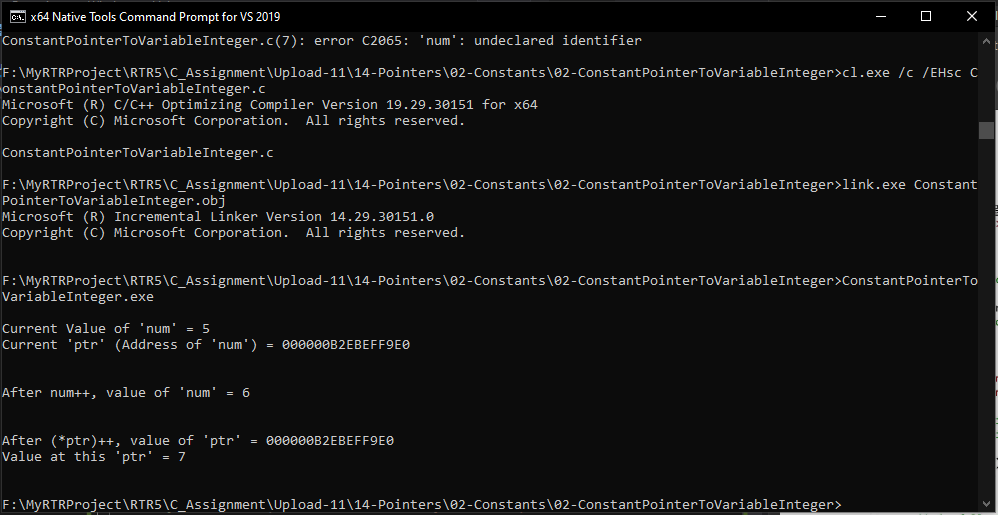 x64 Native Tools Command Prompt for VS 2019
ConstantPointerToVariableInteger.c(7): error C2065: 'num': undeclared identifier
F:\MyRTRProject\RTR5\C_Assignment\Upload-11\14-Pointers\02-Constants\02-ConstantPointerToVariableInteger>cl.exe /c /EHsc C
onstantPointerToVariableInteger.c
Microsoft (R) C/C++ Optimizing Compiler Version 19.29.30151 for x64
Copyright (C) Microsoft Corporation.  All rights reserved.
ConstantPointerToVariableInteger.c
F:\MyRTRProject\RTR5\C_Assignment\Upload-11\14-Pointers\02-Constants\02-ConstantPointerToVariableInteger>link.exe Constant
PointerToVariableInteger.obj
Microsoft (R) Incremental Linker Version 14.29.30151.0
Copyright (C) Microsoft Corporation.  All rights reserved.
F:\MyRTRProject\RTR5\C_Assignment\Upload-11\14-Pointers\02-Constants\02-ConstantPointerToVariableInteger>ConstantPointerTo
VariableInteger.exe
Current Value of 'num' = 5
Current 'ptr' (Address of 'num') = 000000B2EBEFF9E0
After num++, value of 'num' = 6
After (*ptr)++, value of 'ptr' = 000000B2EBEFF9E0
Value at this 'ptr' = 7
F:\MyRTRProject\RTR5\C_Assignment\Upload-11\14-Pointers\02-Constants\02-ConstantPointerToVariableInteger>